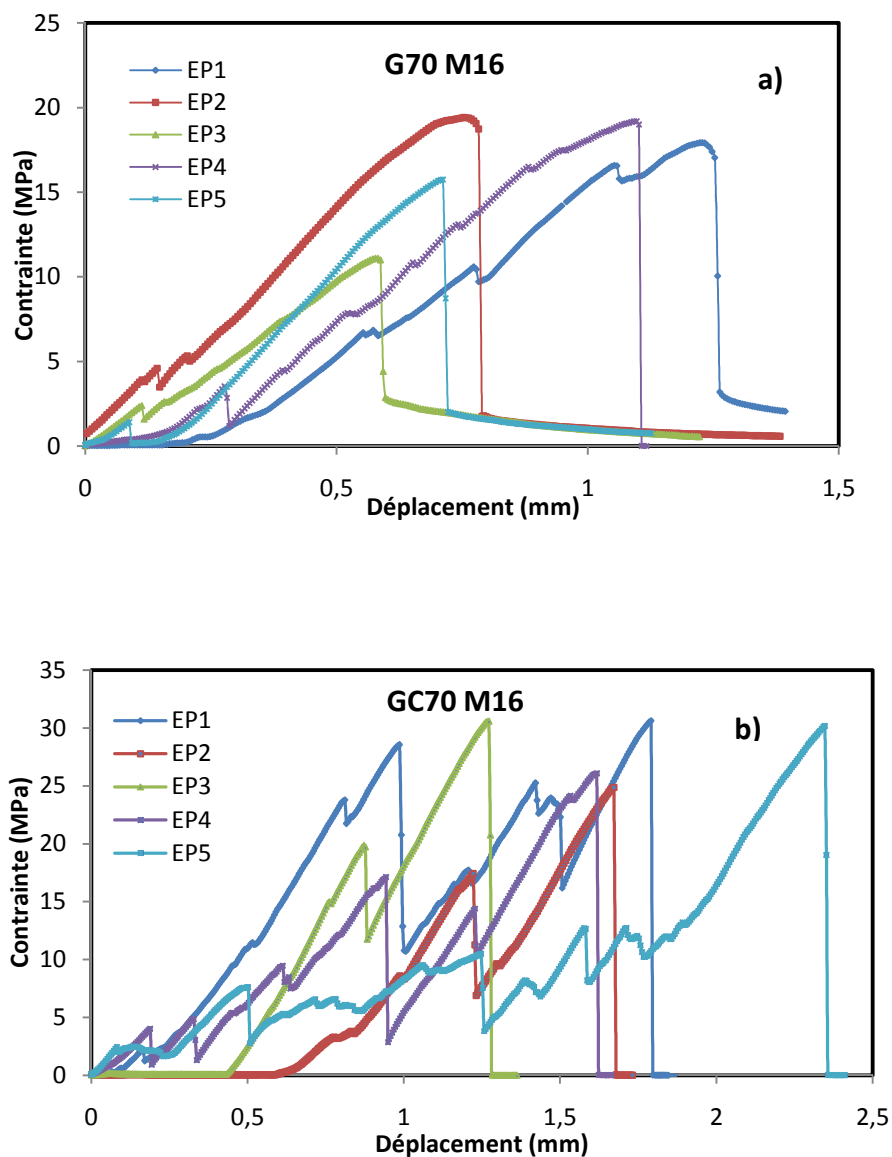 G70 M16
a)
EP1
EP2
EP3
EP4
EP5
25
20
15
10
5
0
Contrainte (MPa)
0 0,5 1 1,5
Déplacement (mm)
GC70 M16
b)
EP1
EP2
EP3
EP4
EP5
35
30
25
20
15
10
5
0
Contrainte (MPa)
0 0,5 1 1,5 2 2,5
Déplacement (mm)